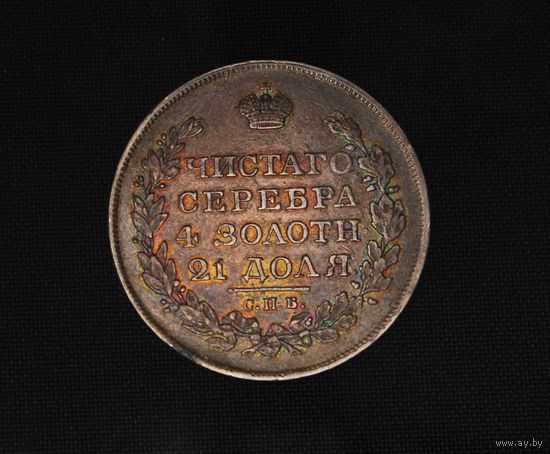 ЧИСТАГО
СЕРЕБРА
4 ЗОЛОТН.
21 ДОЛЯ
С.П-Б.
www.ay.by